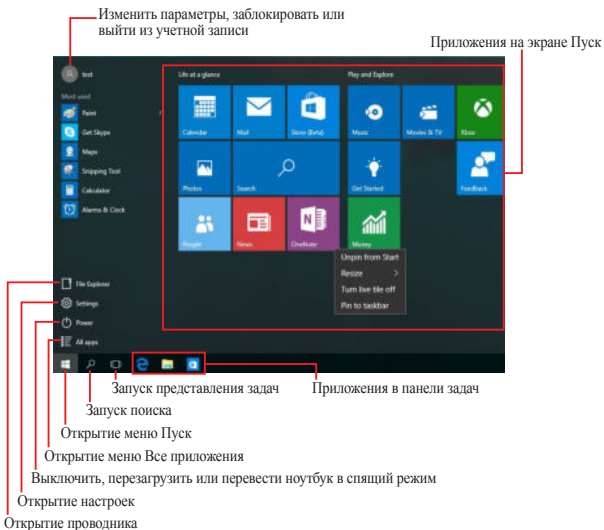 Изменить параметры, заблокировать или
выйти из учетной записи
Приложения на экране Пуск
test
Life at a glance
Play and Explore
Most used
Paint
Get Skype
Maps
Snipping Tool
Calculator
Alarms & Clock
Calendar
Mail
Store (Beta)
Music
Movies & TV
Xbox
Photos
Search
Get Started
Feedback
People
News
OneNote
Money
Unpin from Start
Resize
Turn live tile off
Pin to taskbar
File Explorer
Settings
Power
All apps
Запуск представления задач
Приложения в панели задач
Запуск поиска
Открытие меню Пуск
Открытие меню Все приложения
Выключить, перезагрузить или перевести ноутбук в спящий режим
Открытие настроек
Открытие проводника